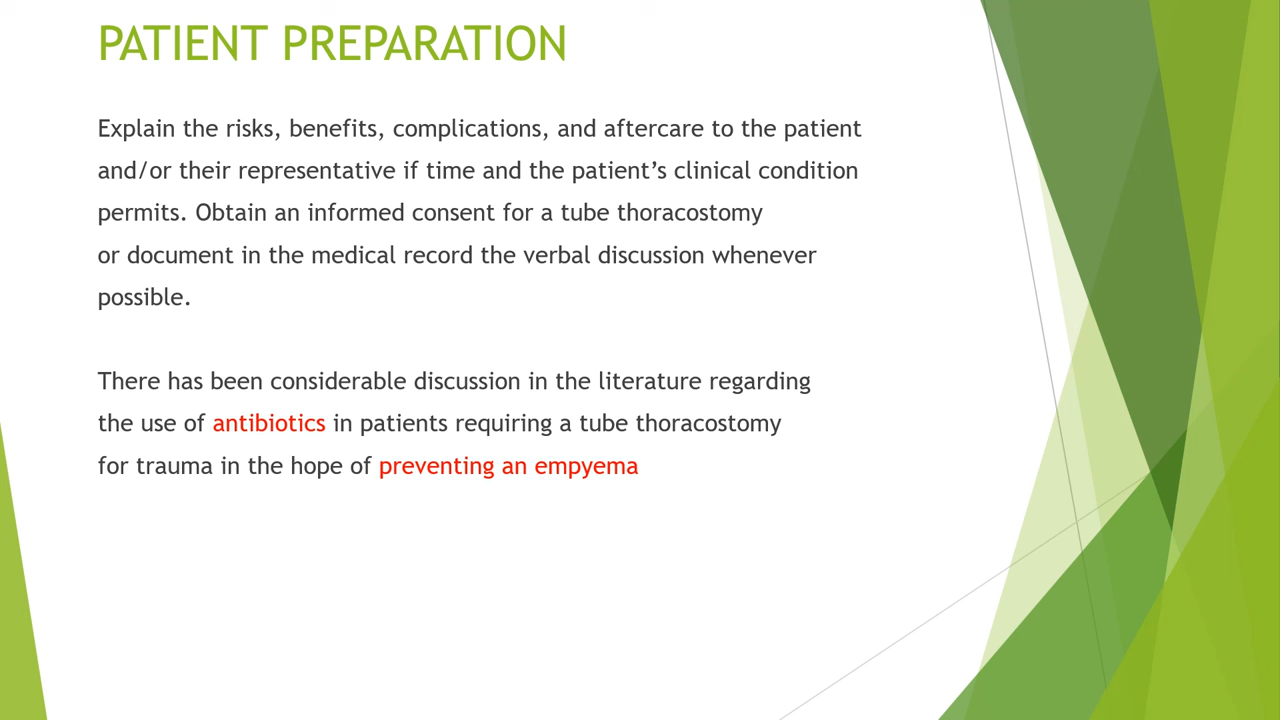 PATIENT PREPARATION
Explain the risks, benefits, complications, and aftercare to the patient
and/or their representative if time and the patient’s clinical condition
permits. Obtain an informed consent for a tube thoracostomy
or document in the medical record the verbal discussion whenever
possible.
There has been considerable discussion in the literature regarding
the use of antibiotics in patients requiring a tube thoracostomy
for trauma in the hope of preventing an empyema